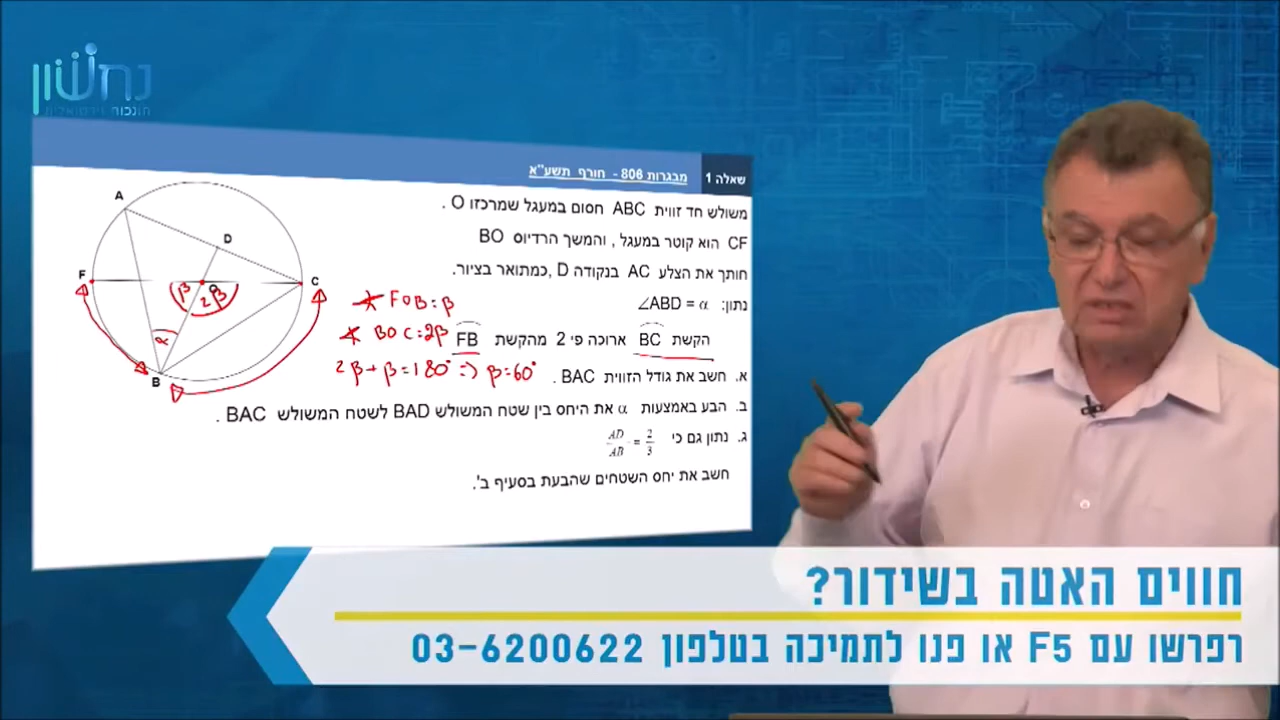 נחשון
חונכות וירטואלית
שאלה 1
מבגרות 806 - חורף תשע"א
משולש חד זווית ABC חסום במעגל שמרכזו O .
CF הוא קוטר במעגל , והמשך הרדיוס BO
חותך את הצלע AC בנקודה D ,כמתואר בציור.
נתון: ∠ABD = α
הקשת BC ארוכה פי 2 מהקשת FB
א. חשב את גודל הזווית BAC .
ב. הבע באמצעות α את היחס בין שטח המשולש BAD לשטח המשולש BAC .
ג. נתון גם כי AD/AB = 2/3
חשב את יחס השטחים שהבעת בסעיף ב'.
A
D
F
O
C
β
2β
α
B
* FOB = β
* BOC = 2β
2β + β = 180° => β = 60°
חווים האטה בשידור?
רפרשו עם F5 או פנו לתמיכה בטלפון 03-6200622